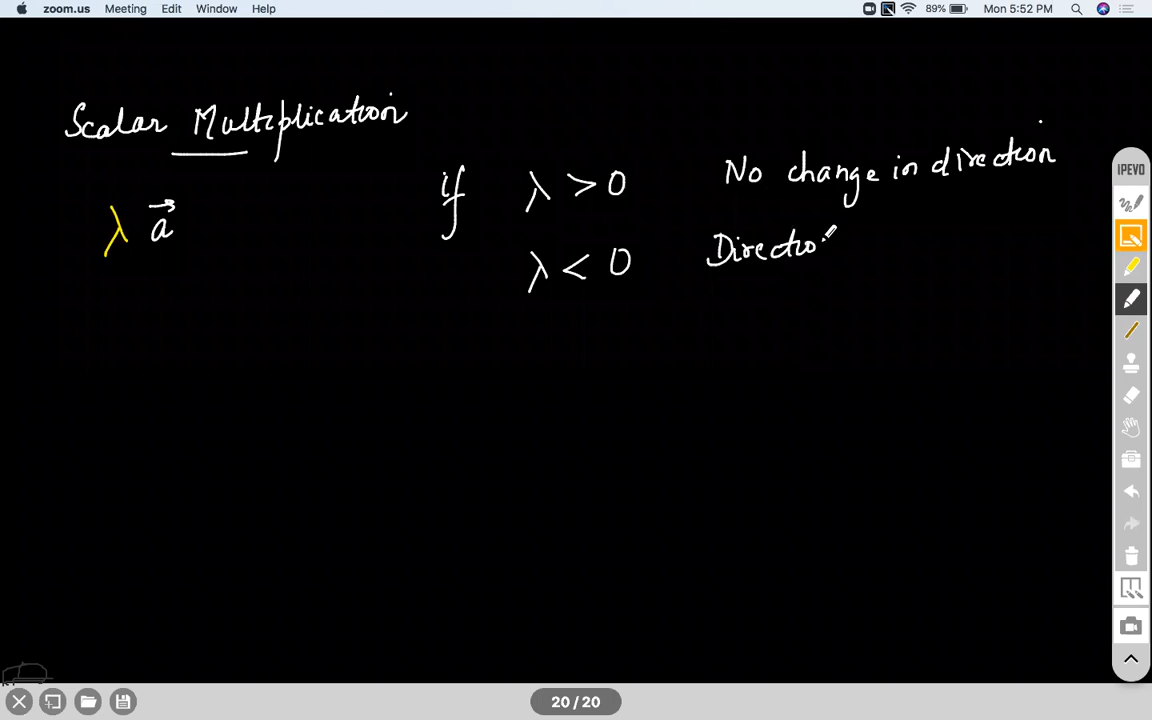 zoom.us Meeting Edit Window Help 89% Mon 5:52 PM
Scalar Multiplication
if λ > 0 No change in direction
λ a⃗
λ < 0 Directio
IPEVO
20/20